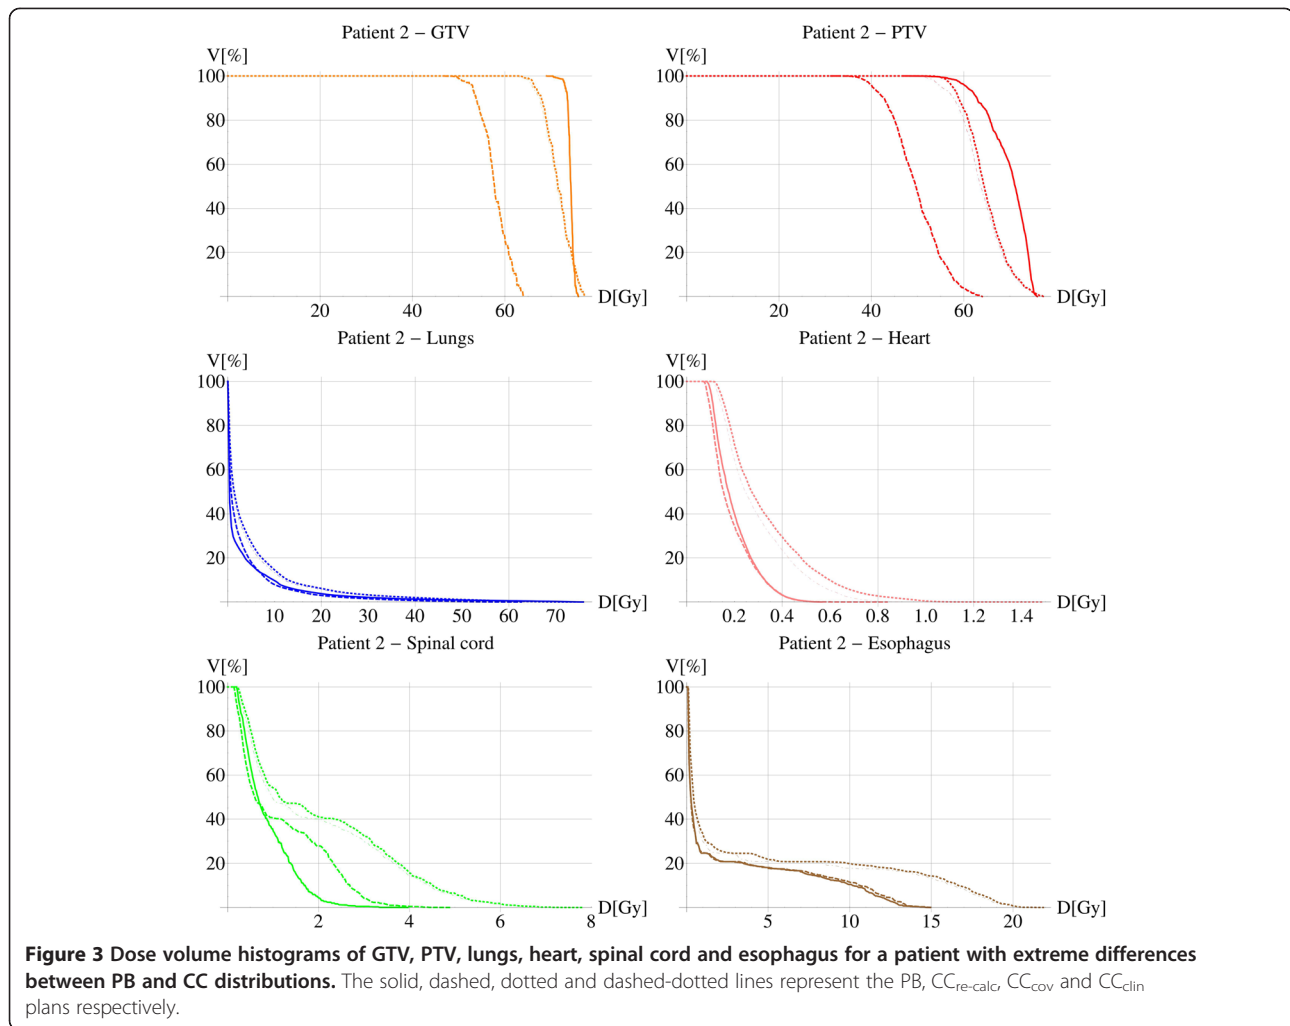 Patient 2 – GTV
V[%]
100
80
60
40
20
20 40 60
D[Gy]
Patient 2 – PTV
V[%]
100
80
60
40
20
20 40 60
D[Gy]
Patient 2 – Lungs
V[%]
100
80
60
40
20
10 20 30 40 50 60 70
D[Gy]
Patient 2 – Heart
V[%]
100
80
60
40
20
0.2 0.4 0.6 0.8 1.0 1.2 1.4
D[Gy]
Patient 2 – Spinal cord
V[%]
100
80
60
40
20
2 4 6 8
D[Gy]
Patient 2 – Esophagus
V[%]
100
80
60
40
20
5 10 15 20
D[Gy]
Figure 3 Dose volume histograms of GTV, PTV, lungs, heart, spinal cord and esophagus for a patient with extreme differences
between PB and CC distributions. The solid, dashed, dotted and dashed-dotted lines represent the PB, CCre-calc, CCcov and CCclin
plans respectively.